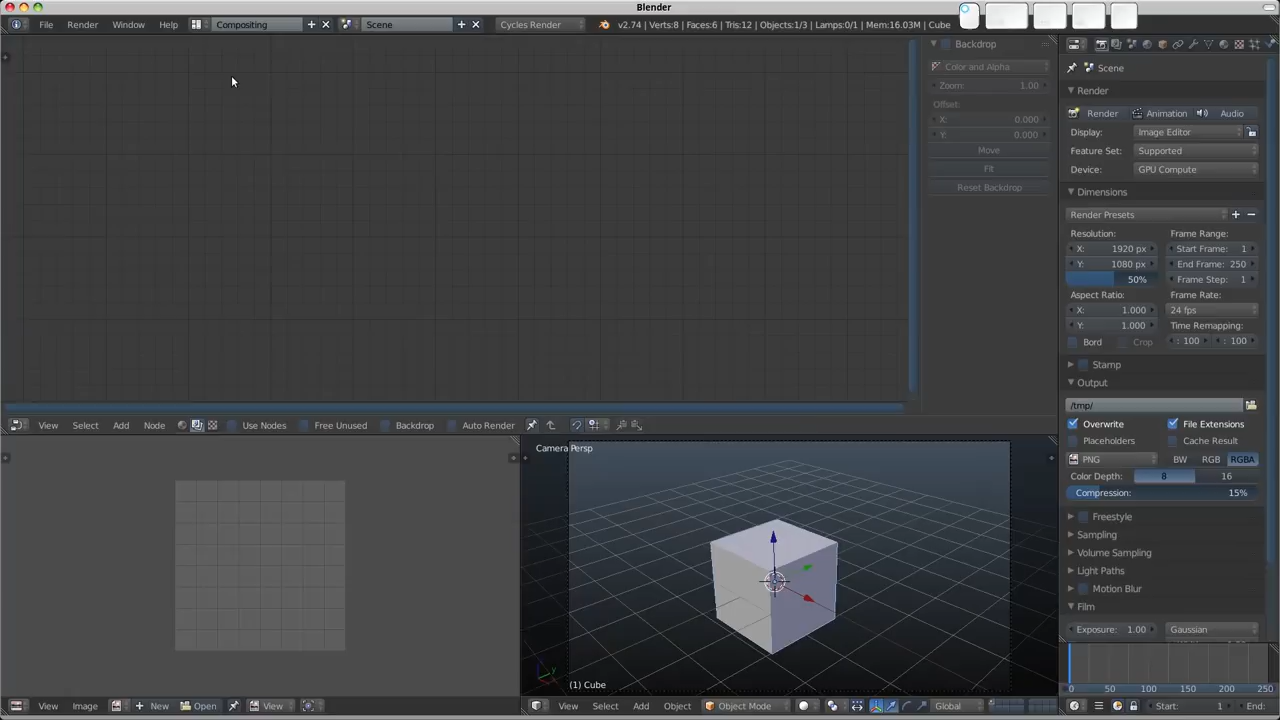 Blender
File Render Window Help Compositing Scene Cycles Render v2.74 | Verts:8 | Faces:6 | Tris:12 | Objects:1/3 | Lamps:0/1 | Mem:16.03M | Cube
Backdrop
Color and Alpha
Zoom: 1.00
Offset:
X: 0.000
Y: 0.000
Move
Fit
Reset Backdrop
Scene
Render
Render Animation Audio
Display: Image Editor
Feature Set: Supported
Device: GPU Compute
Dimensions
Render Presets
Resolution: Frame Range:
X: 1920 px Start Frame: 1
Y: 1080 px End Frame: 250
50% Frame Step: 1
Aspect Ratio: Frame Rate:
X: 1.000 24 fps
Y: 1.000 Time Remapping:
Bord Crop : 100 : 100
Stamp
Output
/tmp/
Overwrite File Extensions
Placeholders Cache Result
PNG BW RGB RGBA
Color Depth: 8 16
Compression: 15%
Freestyle
Sampling
Volume Sampling
Light Paths
Motion Blur
Film
Exposure: 1.00 Gaussian
View Select Add Node Use Nodes Free Unused Backdrop Auto Render
Camera Persp
(1) Cube
View Image New Open View
View Select Add Object Object Mode Global
0 50 100 150 200 250
Start: 1 End: